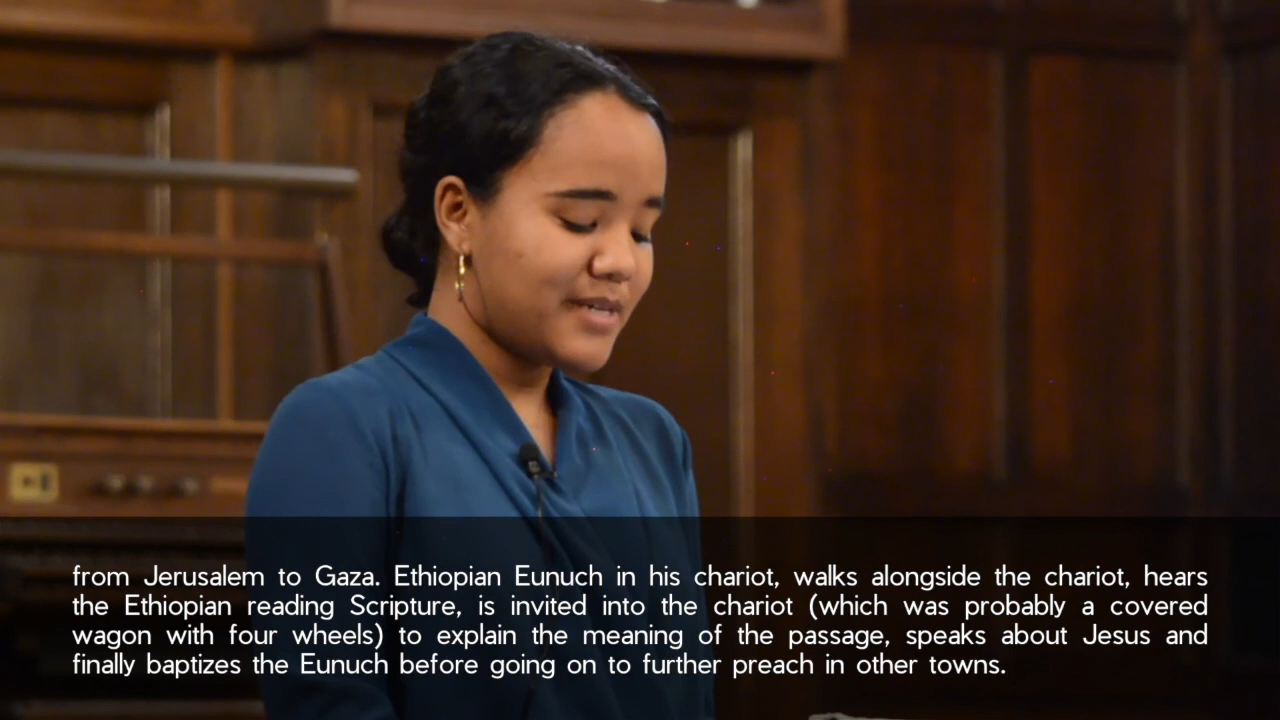 from Jerusalem to Gaza. Ethiopian Eunuch in his chariot, walks alongside the chariot, hears
the Ethiopian reading Scripture, is invited into the chariot (which was probably a covered
wagon with four wheels) to explain the meaning of the passage, speaks about Jesus and
finally baptizes the Eunuch before going on to further preach in other towns.